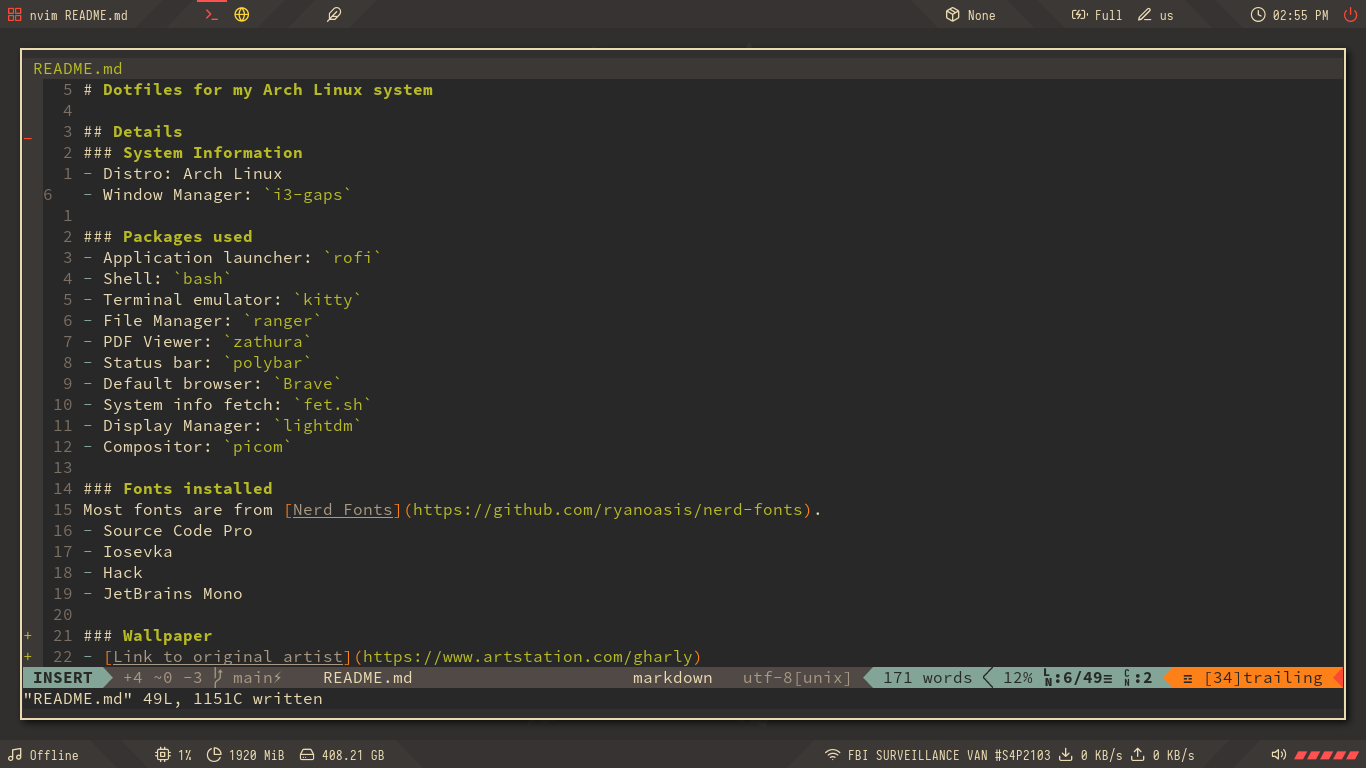 nvim README.md None Full us 02:55 PM
README.md
5 # Dotfiles for my Arch Linux system
4
_ 3 ## Details
2 ### System Information
1 - Distro: Arch Linux
6 - Window Manager: `i3-gaps`
1
2 ### Packages used
3 - Application launcher: `rofi`
4 - Shell: `bash`
5 - Terminal emulator: `kitty`
6 - File Manager: `ranger`
7 - PDF Viewer: `zathura`
8 - Status bar: `polybar`
9 - Default browser: `Brave`
10 - System info fetch: `fet.sh`
11 - Display Manager: `lightdm`
12 - Compositor: `picom`
13
14 ### Fonts installed
15 Most fonts are from [Nerd Fonts](https://github.com/ryanoasis/nerd-fonts).
16 - Source Code Pro
17 - Iosevka
18 - Hack
19 - JetBrains Mono
20
+ 21 ### Wallpaper
+ 22 - [Link to original artist](https://www.artstation.com/gharly)
INSERT +4 ~0 -3 main⚡ README.md markdown utf-8[unix] 171 words 12% LN:6/49≡ CN:2 ☲ [34]trailing
"README.md" 49L, 1151C written
Offline 1% 1920 MiB 408.21 GB FBI SURVEILLANCE VAN #S4P2103 0 KB/s 0 KB/s